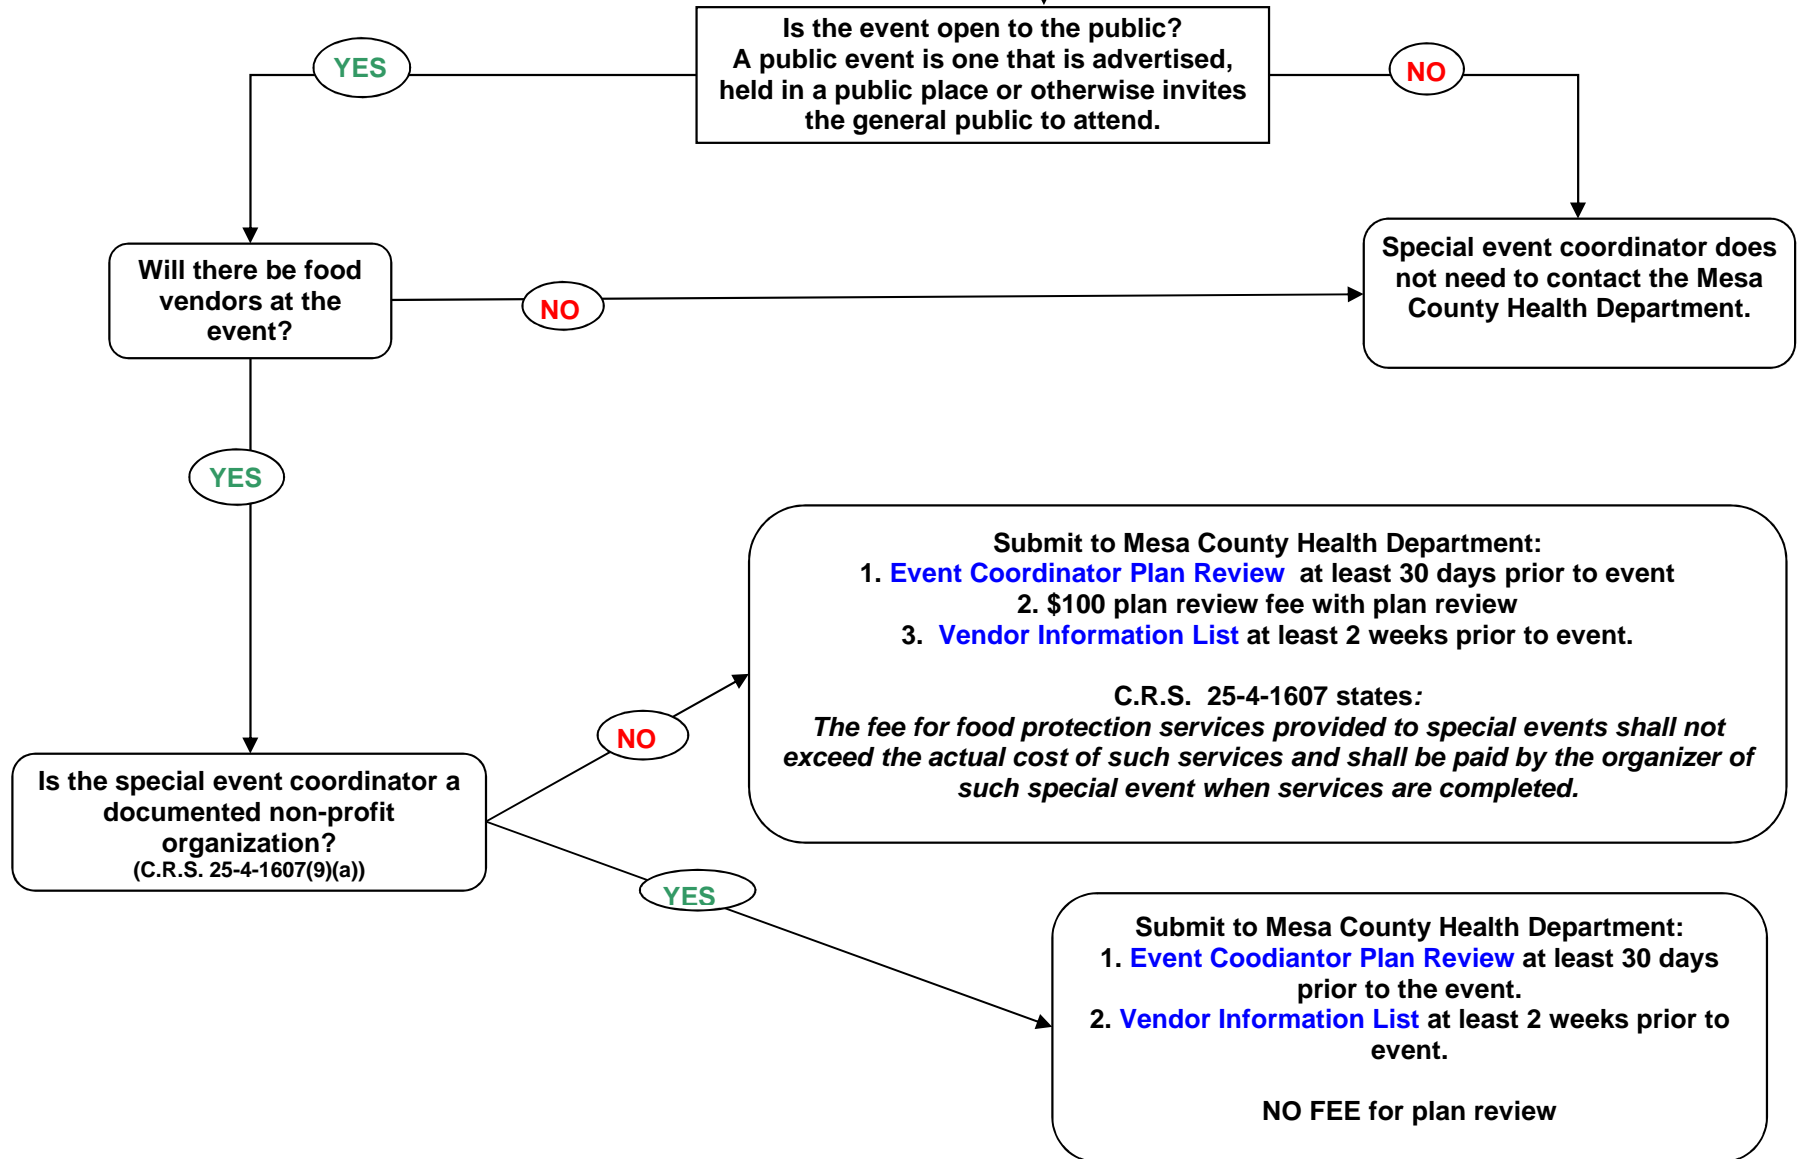 Is the event open to the public?
A public event is one that is advertised,
held in a public place or otherwise invites
the general public to attend.
YES
NO
Will there be food
vendors at the
event?
NO
Special event coordinator does
not need to contact the Mesa
County Health Department.
YES
Submit to Mesa County Health Department:
1. Event Coordinator Plan Review at least 30 days prior to event
2. $100 plan review fee with plan review
3. Vendor Information List at least 2 weeks prior to event.
C.R.S. 25-4-1607 states:
The fee for food protection services provided to special events shall not
exceed the actual cost of such services and shall be paid by the organizer of
such special event when services are completed.
NO
Is the special event coordinator a
documented non-profit
organization?
(C.R.S. 25-4-1607(9)(a))
YES
Submit to Mesa County Health Department:
1. Event Coodiantor Plan Review at least 30 days
prior to the event.
2. Vendor Information List at least 2 weeks prior to
event.
NO FEE for plan review